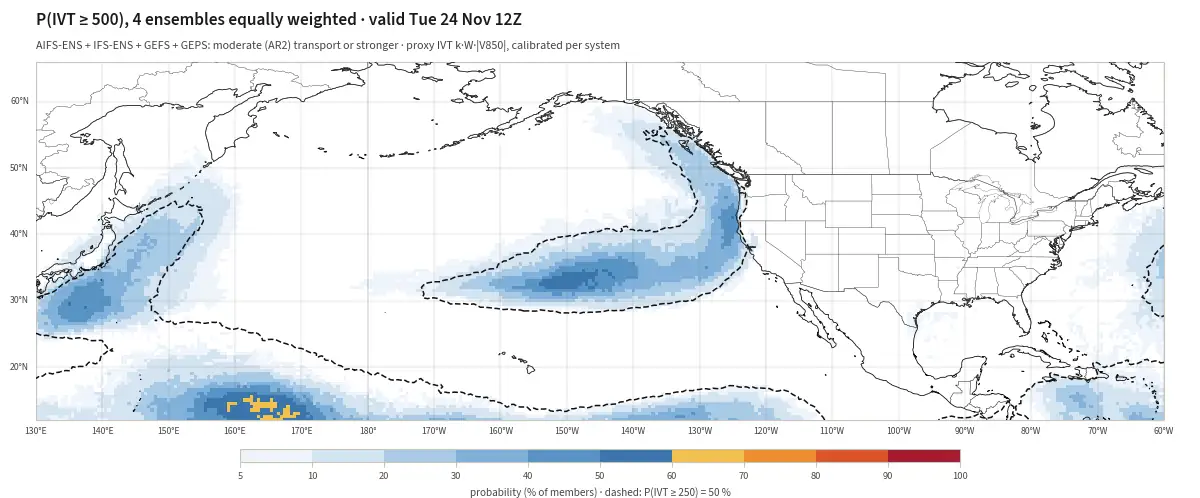 P(IVT ≥ 500), 4 ensembles equally weighted · valid Tue 24 Nov 12Z
AIFS-ENS + IFS-ENS + GEFS + GEPS: moderate (AR2) transport or stronger · proxy IVT k·W·|V850|, calibrated per system
60°N
50°N
40°N
30°N
20°N
130°E 140°E 150°E 160°E 170°E 180° 170°W 160°W 150°W 140°W 130°W 120°W 110°W 100°W 90°W 80°W 70°W 60°W
5 10 20 30 40 50 60 70 80 90 100
probability (% of members) · dashed: P(IVT ≥ 250) = 50 %